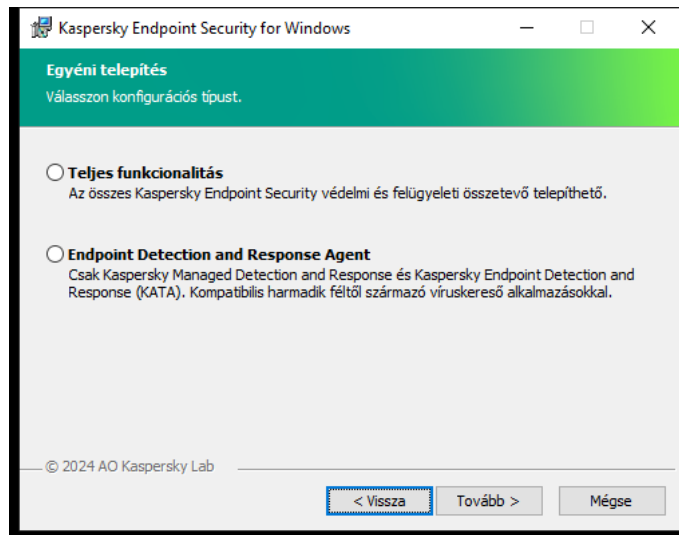 Kaspersky Endpoint Security for Windows
Egyéni telepítés
Válasszon konfigurációs típust.
Teljes funkcionalitás
Az összes Kaspersky Endpoint Security védelmi és felügyeleti összetevő telepíthető.
Endpoint Detection and Response Agent
Csak Kaspersky Managed Detection and Response és Kaspersky Endpoint Detection and
Response (KATA). Kompatibilis harmadik féltől származó víruskereső alkalmazásokkal.
© 2024 AO Kaspersky Lab
< Vissza Tovább > Mégse